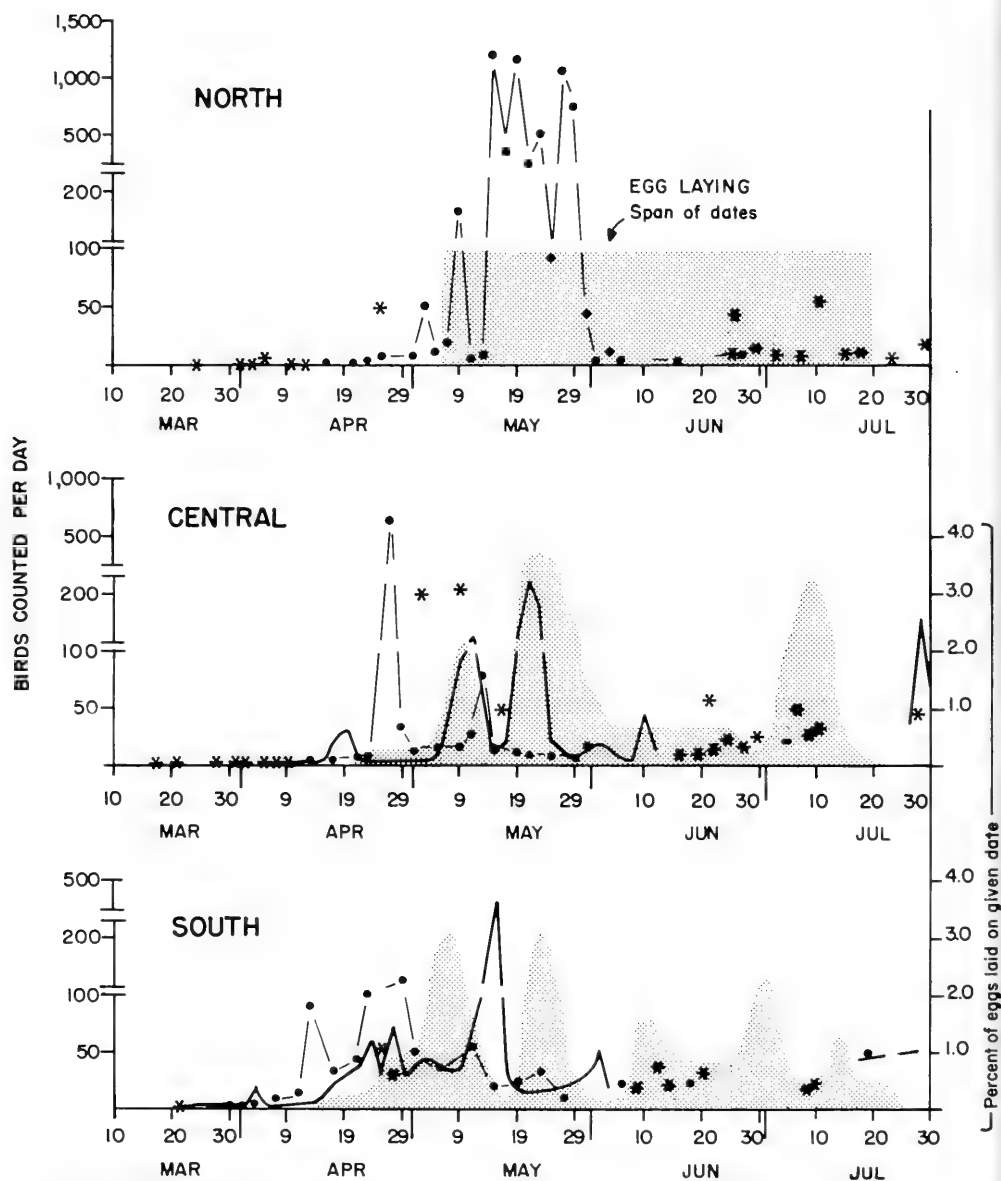 1,500
1,000
500
200
100
50
NORTH
EGG LAYING
Span of dates
10 20 30 9 19 29 9 19 29 10 20 30 10 20 30
MAR APR MAY JUN JUL
BIRDS COUNTED PER DAY
1,000
500
200
100
50
CENTRAL
4.0
3.0
2.0
1.0
10 20 30 9 19 29 9 19 29 10 20 30 10 20 30
MAR APR MAY JUN JUL
500
200
100
50
SOUTH
4.0
3.0
2.0
1.0
Percent of eggs laid on given date
10 20 30 9 19 29 9 19 29 10 20 30 10 20 30
MAR APR MAY JUN JUL